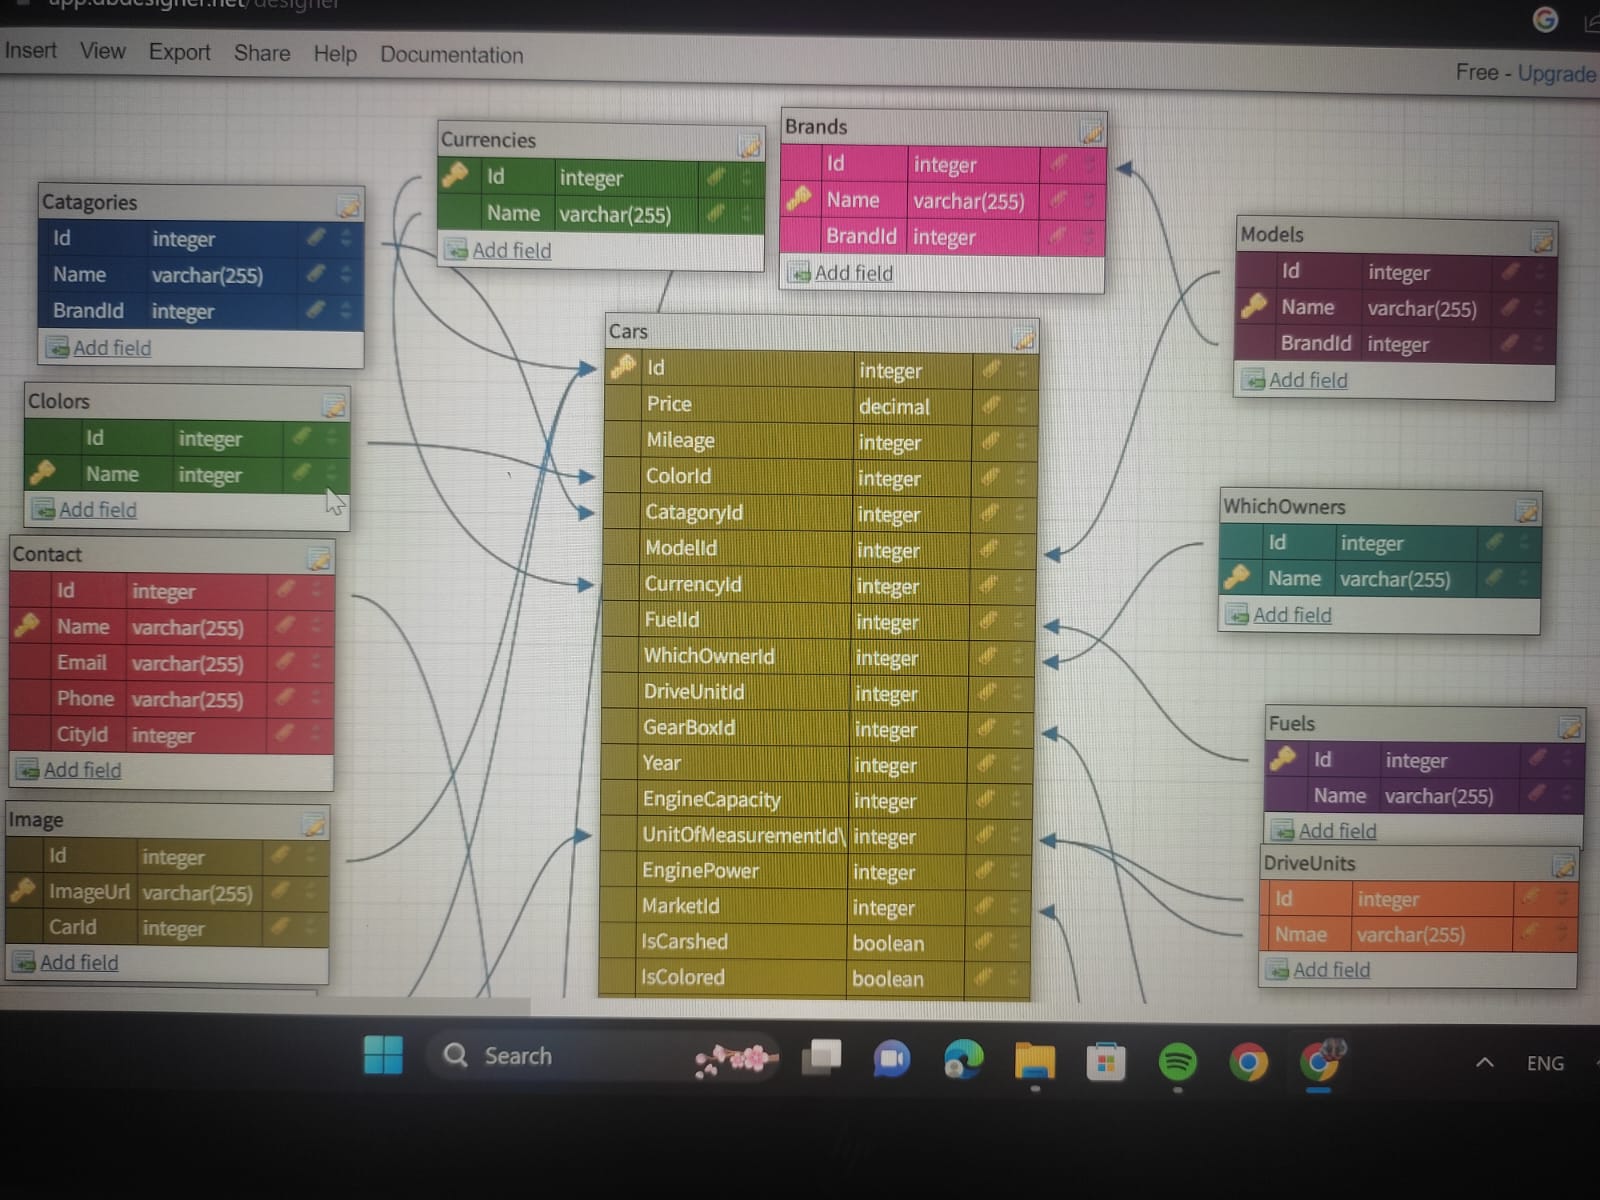 app.dbdesigner.net/designer
Insert View Export Share Help Documentation
Free - Upgrade
Catagories
Id integer
Name varchar(255)
BrandId integer
Add field
Clolors
Id integer
Name integer
Add field
Contact
Id integer
Name varchar(255)
Email varchar(255)
Phone varchar(255)
CityId integer
Add field
Image
Id integer
ImageUrl varchar(255)
CarId integer
Add field
Currencies
Id integer
Name varchar(255)
Add field
Brands
Id integer
Name varchar(255)
BrandId integer
Add field
Cars
Id integer
Price decimal
Mileage integer
ColorId integer
CatagoryId integer
ModelId integer
CurrencyId integer
FuelId integer
WhichOwnerId integer
DriveUnitId integer
GearBoxId integer
Year integer
EngineCapacity integer
UnitOfMeasurementId\ integer
EnginePower integer
MarketId integer
IsCarshed boolean
IsColored boolean
Models
Id integer
Name varchar(255)
BrandId integer
Add field
WhichOwners
Id integer
Name varchar(255)
Add field
Fuels
Id integer
Name varchar(255)
Add field
DriveUnits
Id integer
Nmae varchar(255)
Add field
Search
ENG